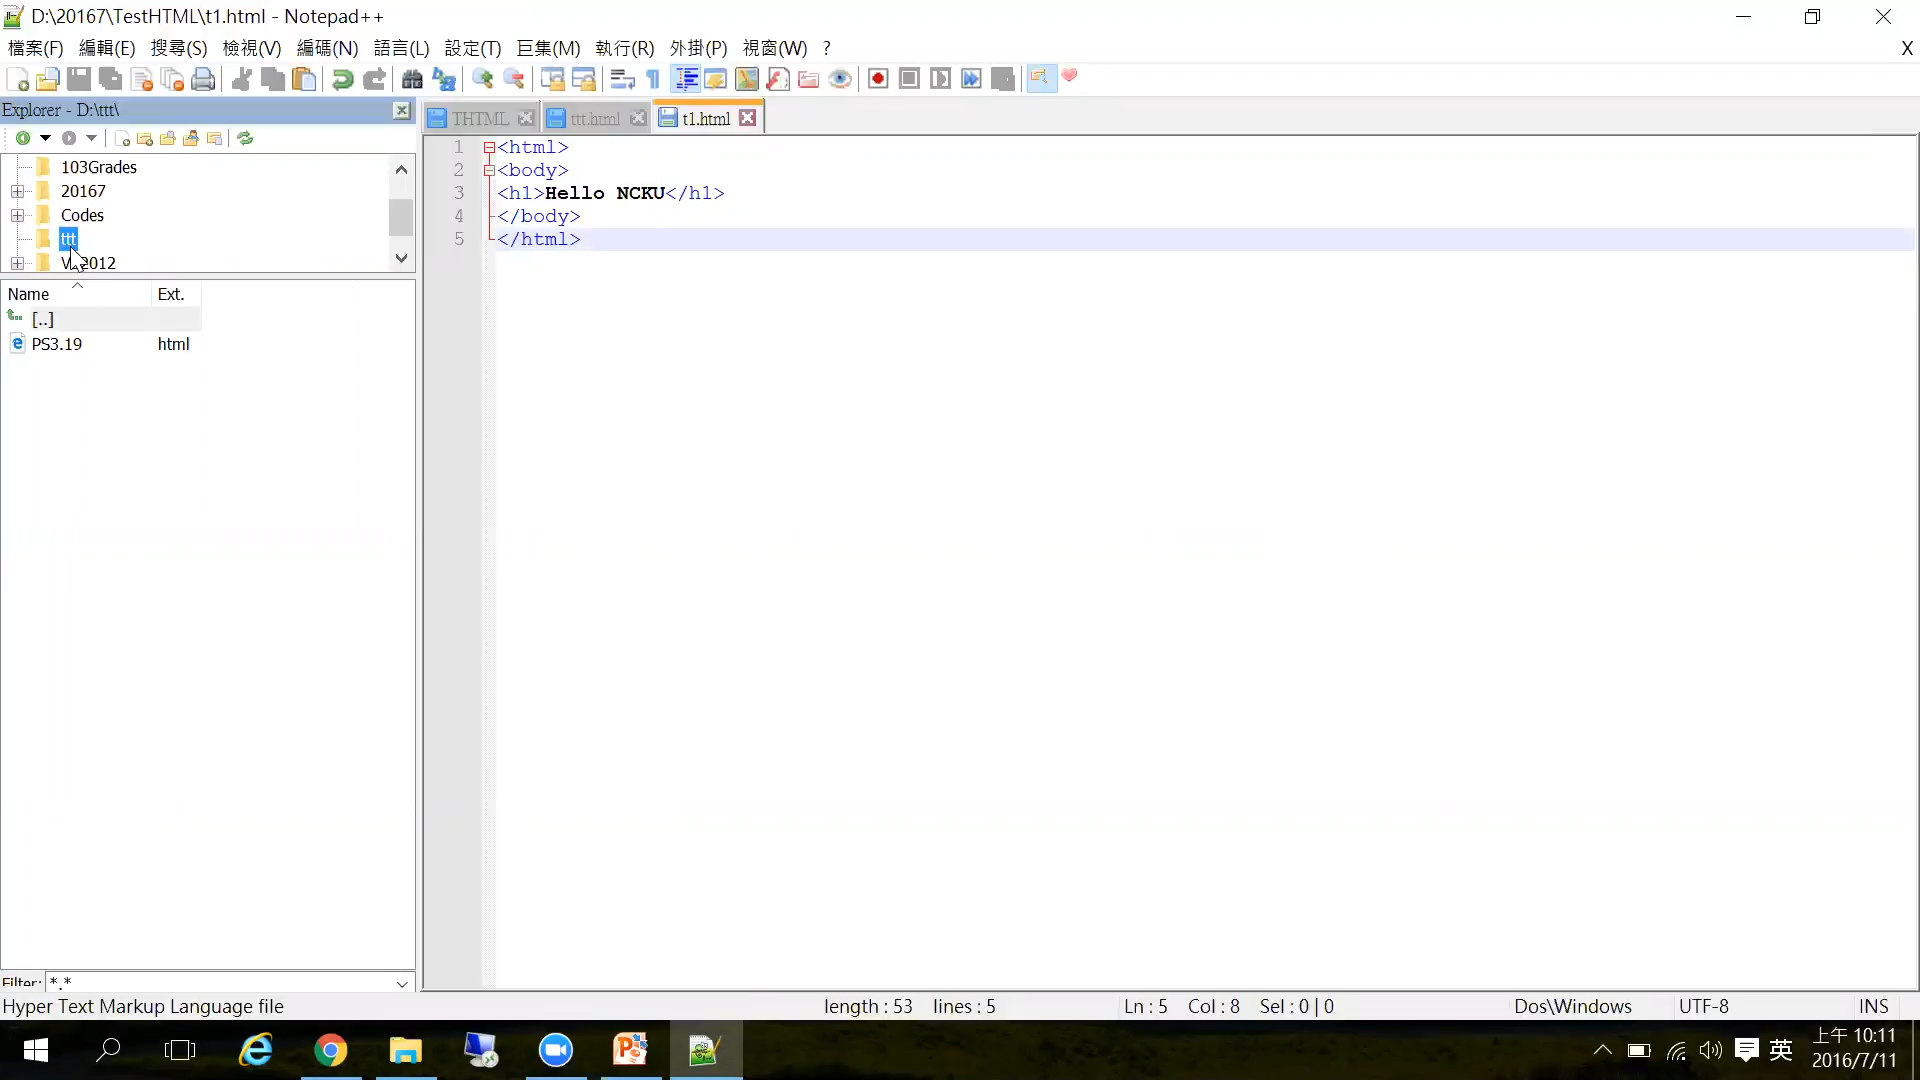 D:\20167\TestHTML\t1.html - Notepad++
檔案(F) 編輯(E) 搜尋(S) 檢視(V) 編碼(N) 語言(L) 設定(T) 巨集(M) 執行(R) 外掛(P) 視窗(W) ? X
Explorer - D:\ttt\
THTML ttt.html t1.html
103Grades
20167
Codes
ttt
Name Ext.
[..]
PS3.19 html
1 <html>
2 <body>
3 <h1>Hello NCKU</h1>
4 </body>
5 </html>
Filter: *.*
Hyper Text Markup Language file length : 53 lines : 5 Ln : 5 Col : 8 Sel : 0 | 0 Dos\Windows UTF-8 INS
英
上午 10:11
2016/7/11